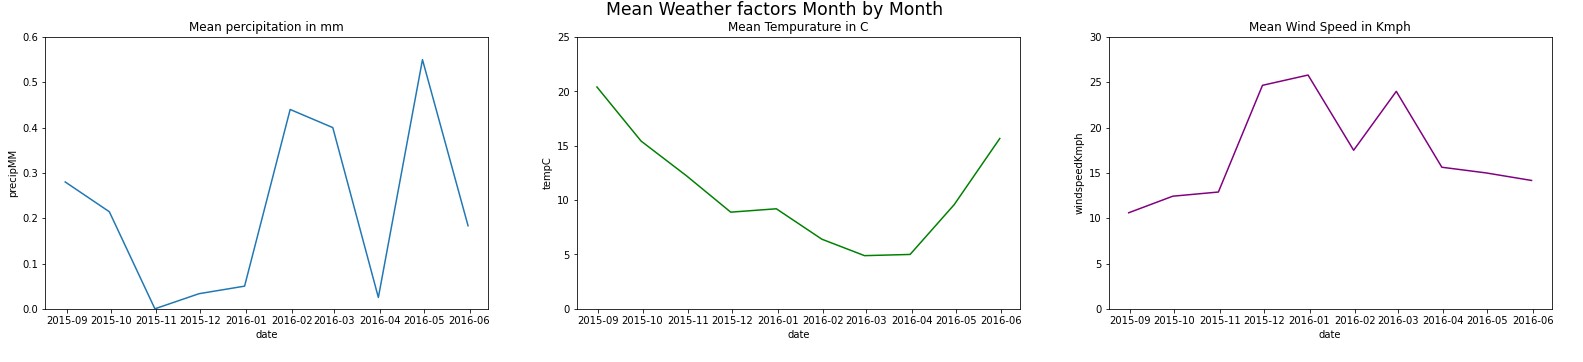 Mean Weather factors Month by Month
Mean percipitation in mm
precipMM
0.6
0.5
0.4
0.3
0.2
0.1
0.0
2015-09 2015-10 2015-11 2015-12 2016-01 2016-02 2016-03 2016-04 2016-05 2016-06
date
Mean Tempurature in C
tempC
25
20
15
10
5
0
2015-09 2015-10 2015-11 2015-12 2016-01 2016-02 2016-03 2016-04 2016-05 2016-06
date
Mean Wind Speed in Kmph
windspeedKmph
30
25
20
15
10
5
0
2015-09 2015-10 2015-11 2015-12 2016-01 2016-02 2016-03 2016-04 2016-05 2016-06
date